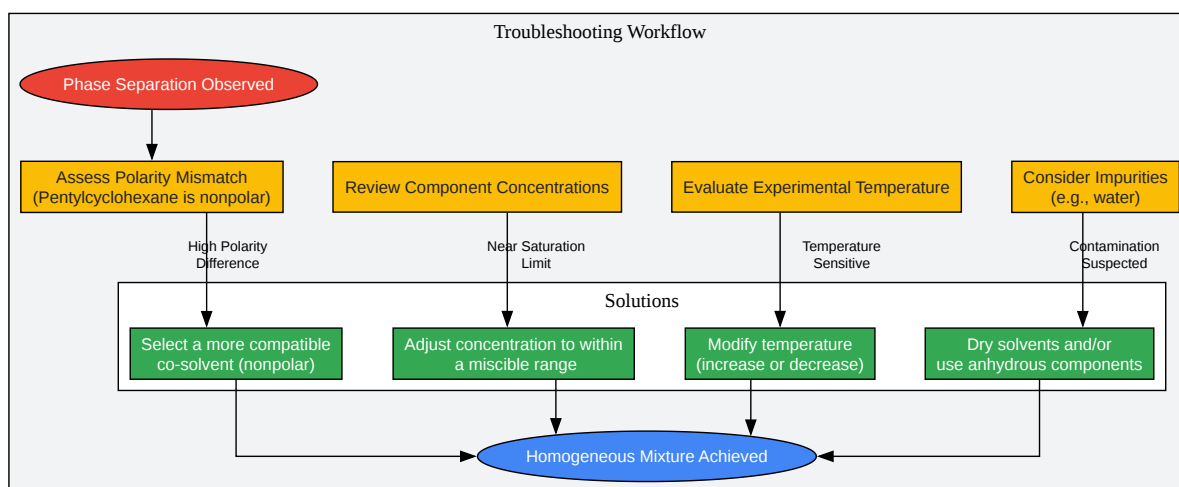 Troubleshooting Workflow
Phase Separation Observed
Assess Polarity Mismatch
(Pentylcyclohexane is nonpolar)
Review Component Concentrations
Evaluate Experimental Temperature
Consider Impurities
(e.g., water)
High Polarity
Difference
Near Saturation
Limit
Temperature
Sensitive
Contamination
Suspected
Solutions
Select a more compatible
co-solvent (nonpolar)
Adjust concentration to within
a miscible range
Modify temperature
(increase or decrease)
Dry solvents and/or
use anhydrous components
Homogeneous Mixture Achieved